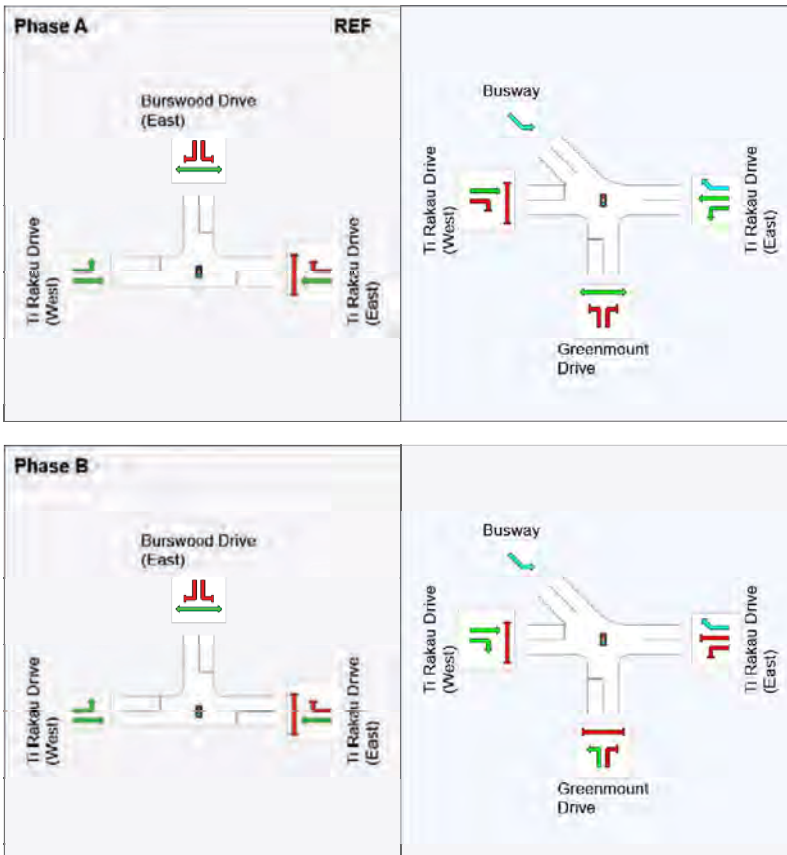 Phase A
REF
Burswood Drive
(East)
Ti Rakau Drive
(West)
Ti Rakau Drive
(East)
Busway
Ti Rakau Drive
(West)
Ti Rakau Drive
(East)
Greenmount
Drive
Phase B
Burswood Drive
(East)
Ti Rakau Drive
(West)
Ti Rakau Drive
(East)
Busway
Ti Rakau Drive
(West)
Ti Rakau Drive
(East)
Greenmount
Drive